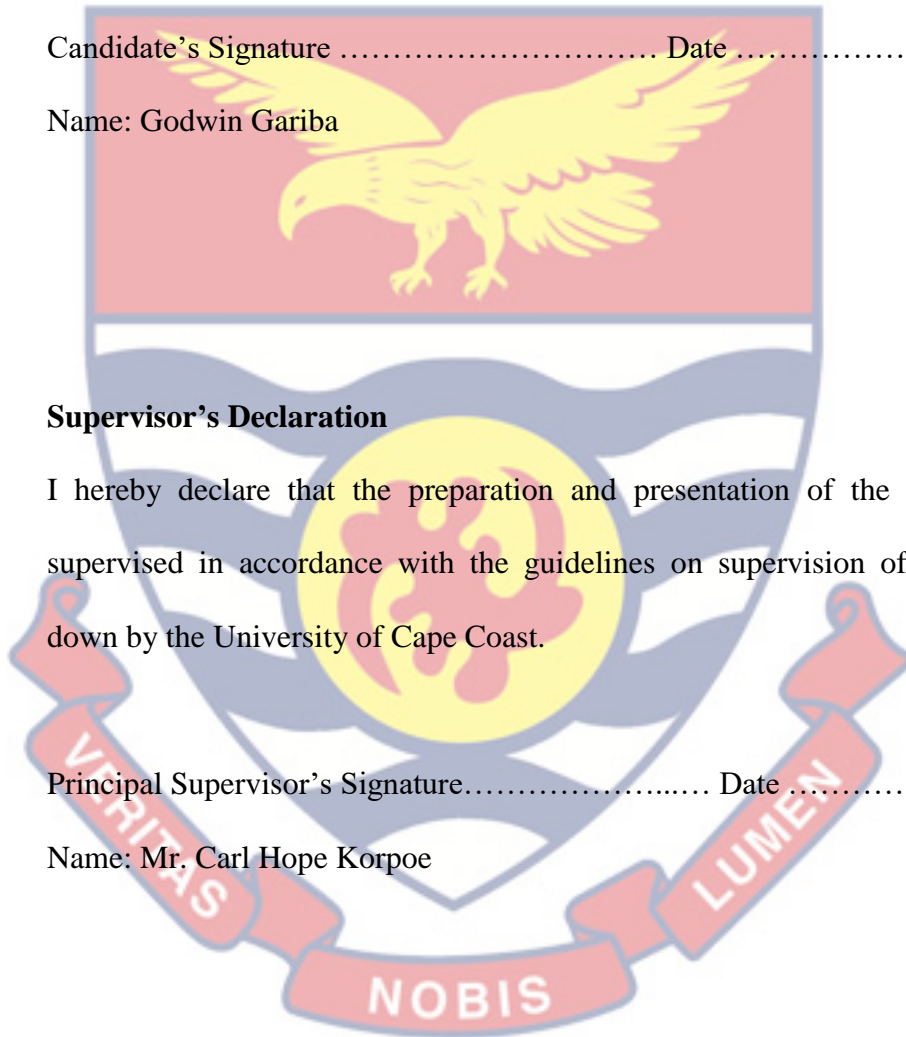 Candidate’s Signature ………………………… Date ……………
Name: Godwin Gariba
Supervisor’s Declaration
I hereby declare that the preparation and presentation of the
supervised in accordance with the guidelines on supervision of
down by the University of Cape Coast.
Principal Supervisor’s Signature………………...… Date …………
Name: Mr. Carl Hope Korpoe
VERITAS
NOBIS
LUMEN